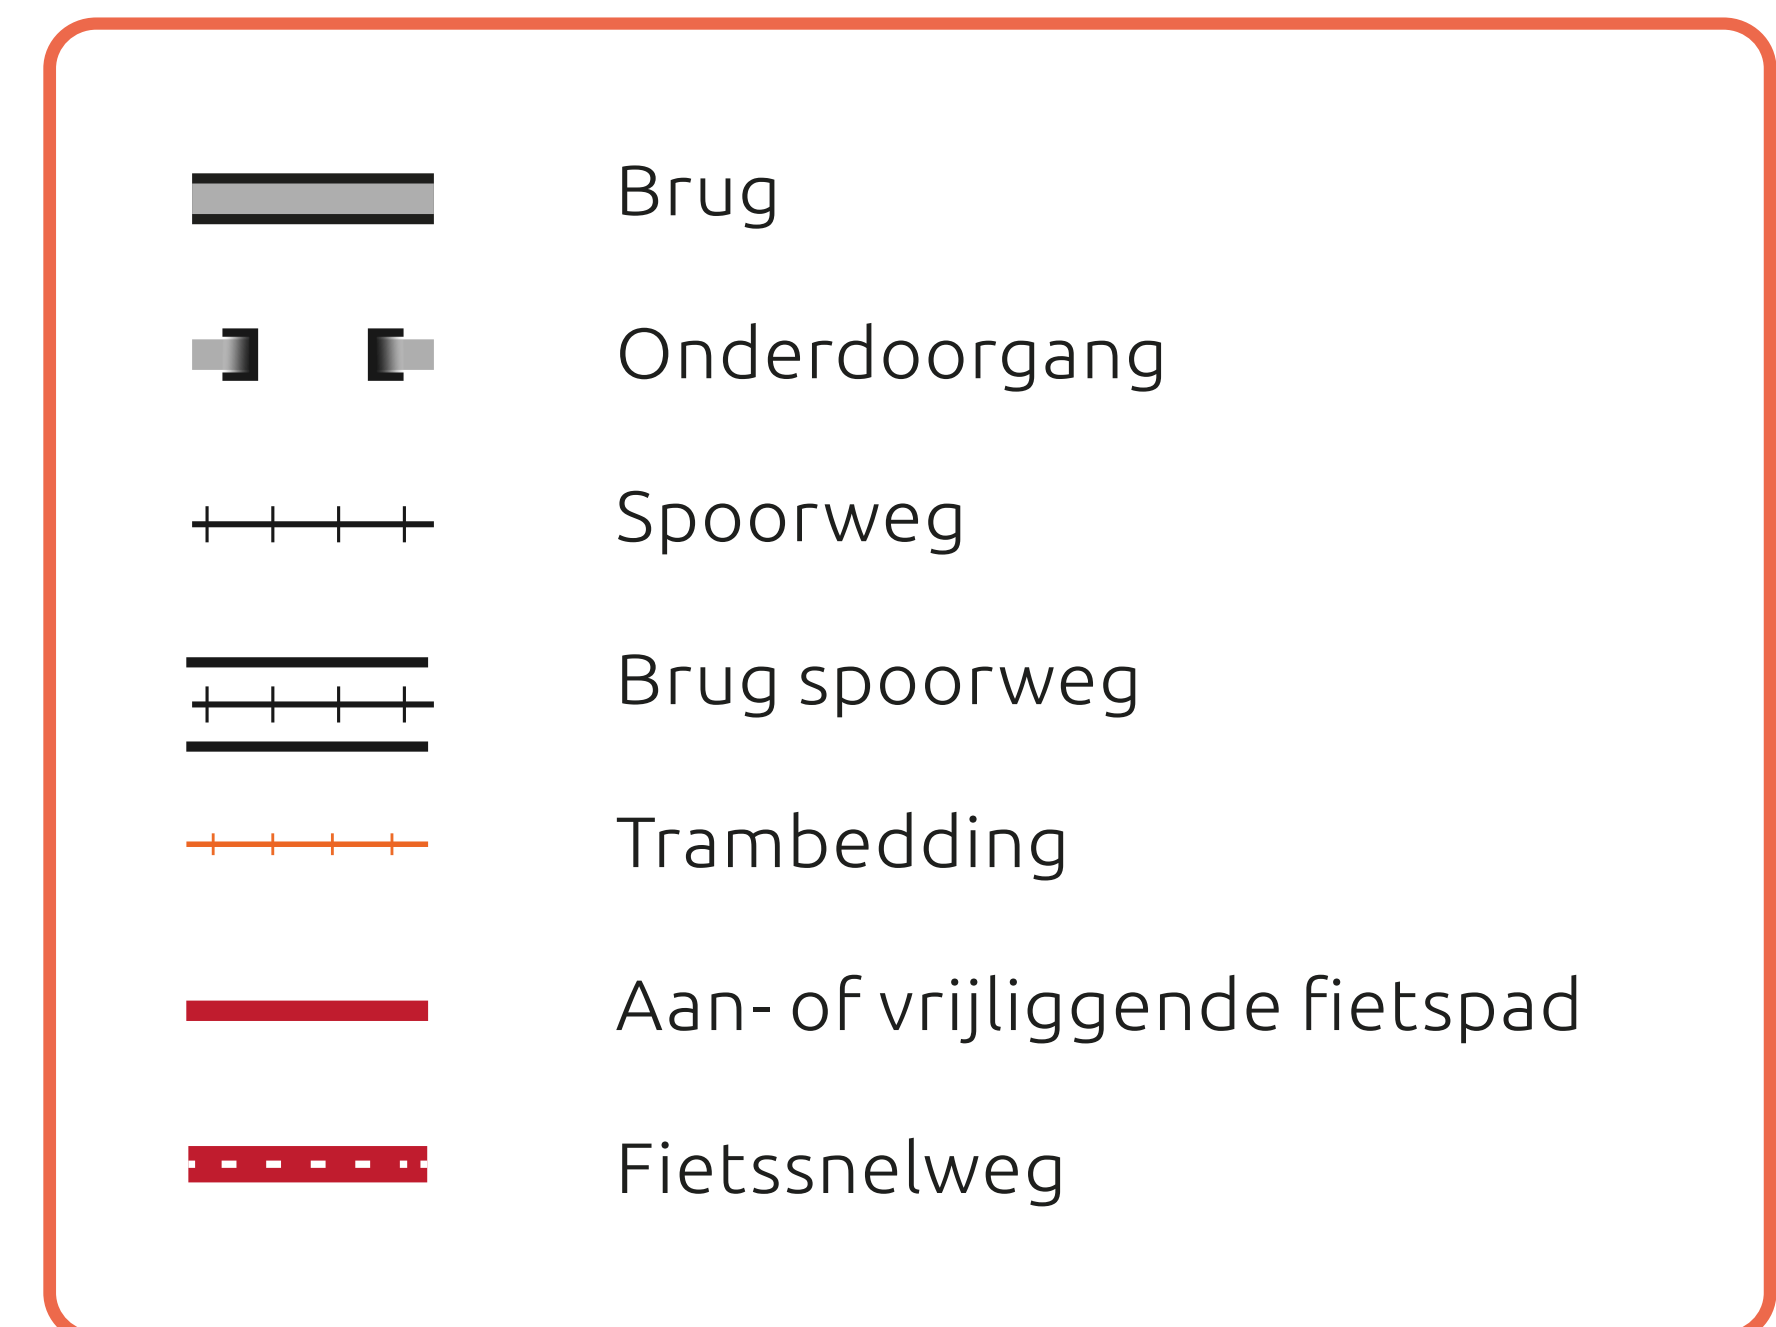 Brug
Onderdoorgang
Spoorweg
Brug spoorweg
Trambedding
Aan- of vrijliggende fietspad
Fietssnelweg